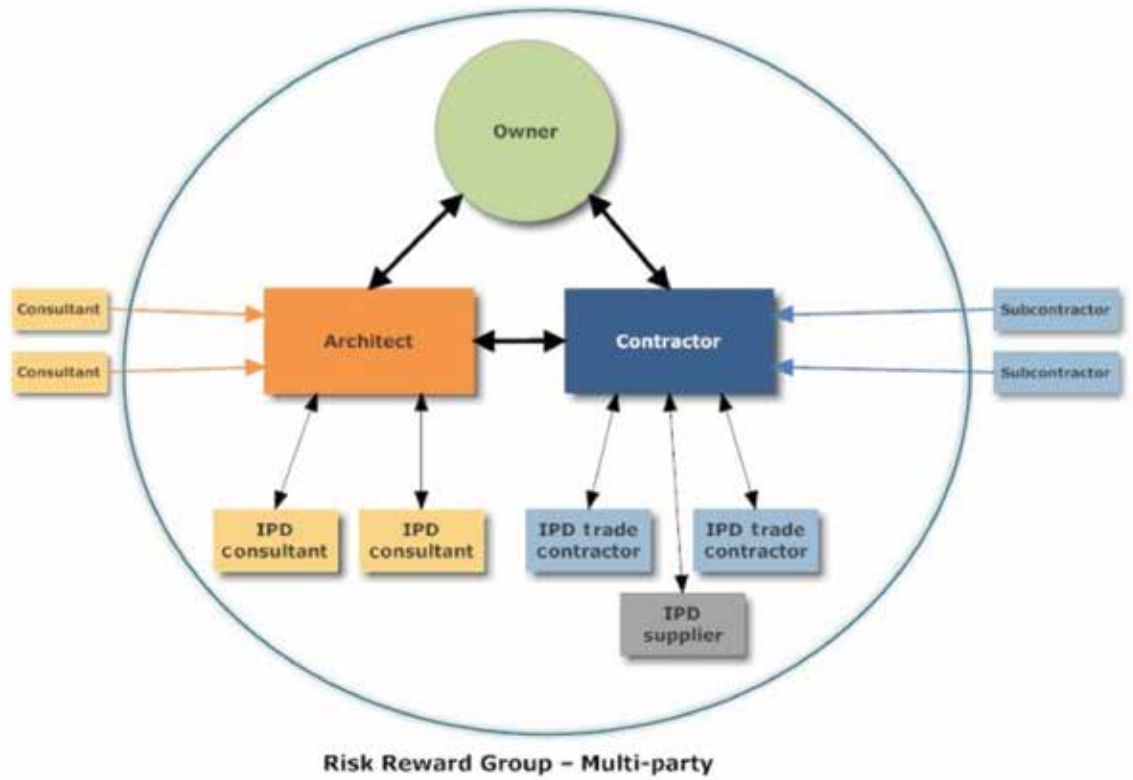 Owner
Consultant
Architect
Contractor
Subcontractor
Consultant
Subcontractor
IPD
consultant
IPD
consultant
IPD trade
contractor
IPD trade
contractor
IPD
supplier
Risk Reward Group – Multi-party